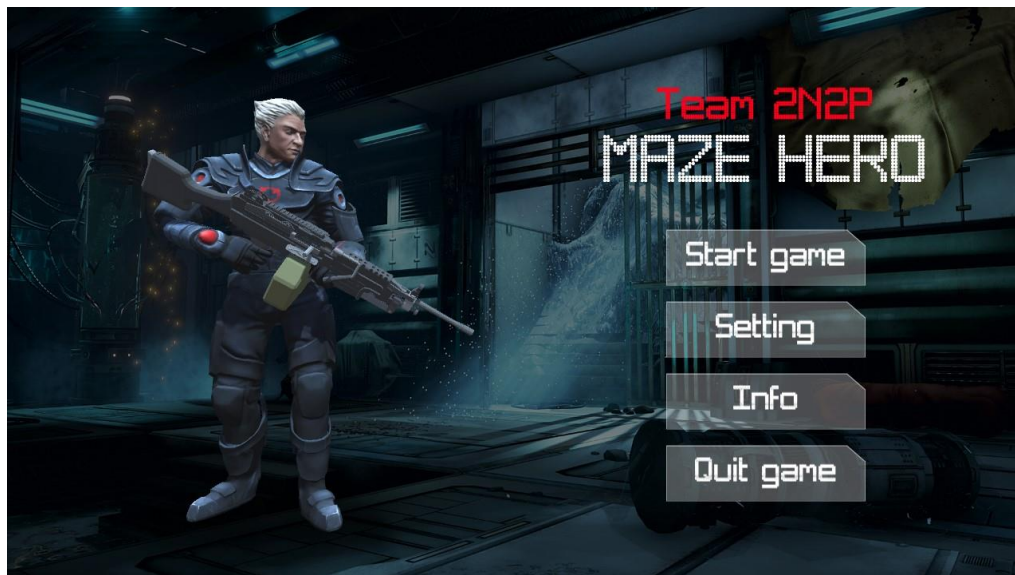 Team 2N2P
MAZE HERO
Start game
Setting
Info
Quit game